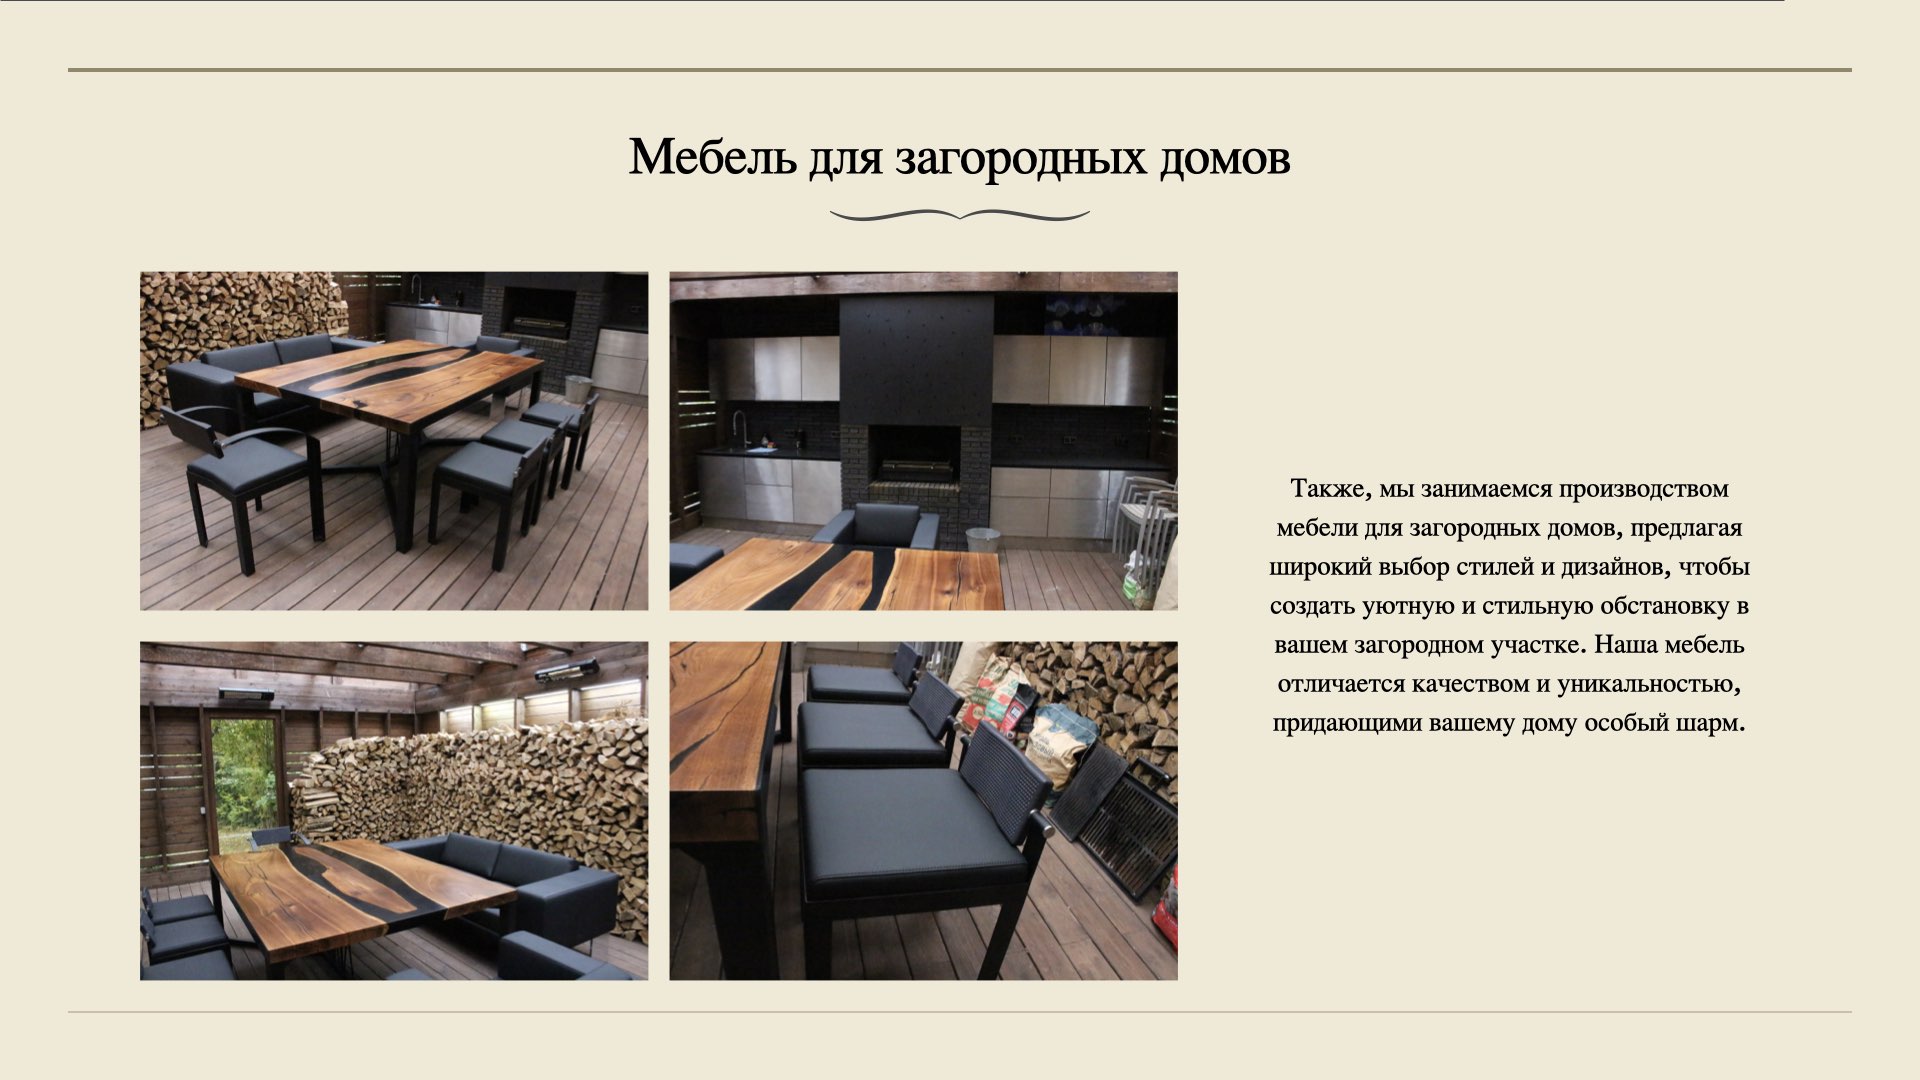 Мебель для загородных домов
Также, мы занимаемся производством
мебели для загородных домов, предлагая
широкий выбор стилей и дизайнов, чтобы
создать уютную и стильную обстановку в
вашем загородном участке. Наша мебель
отличается качеством и уникальностью,
придающими вашему дому особый шарм.